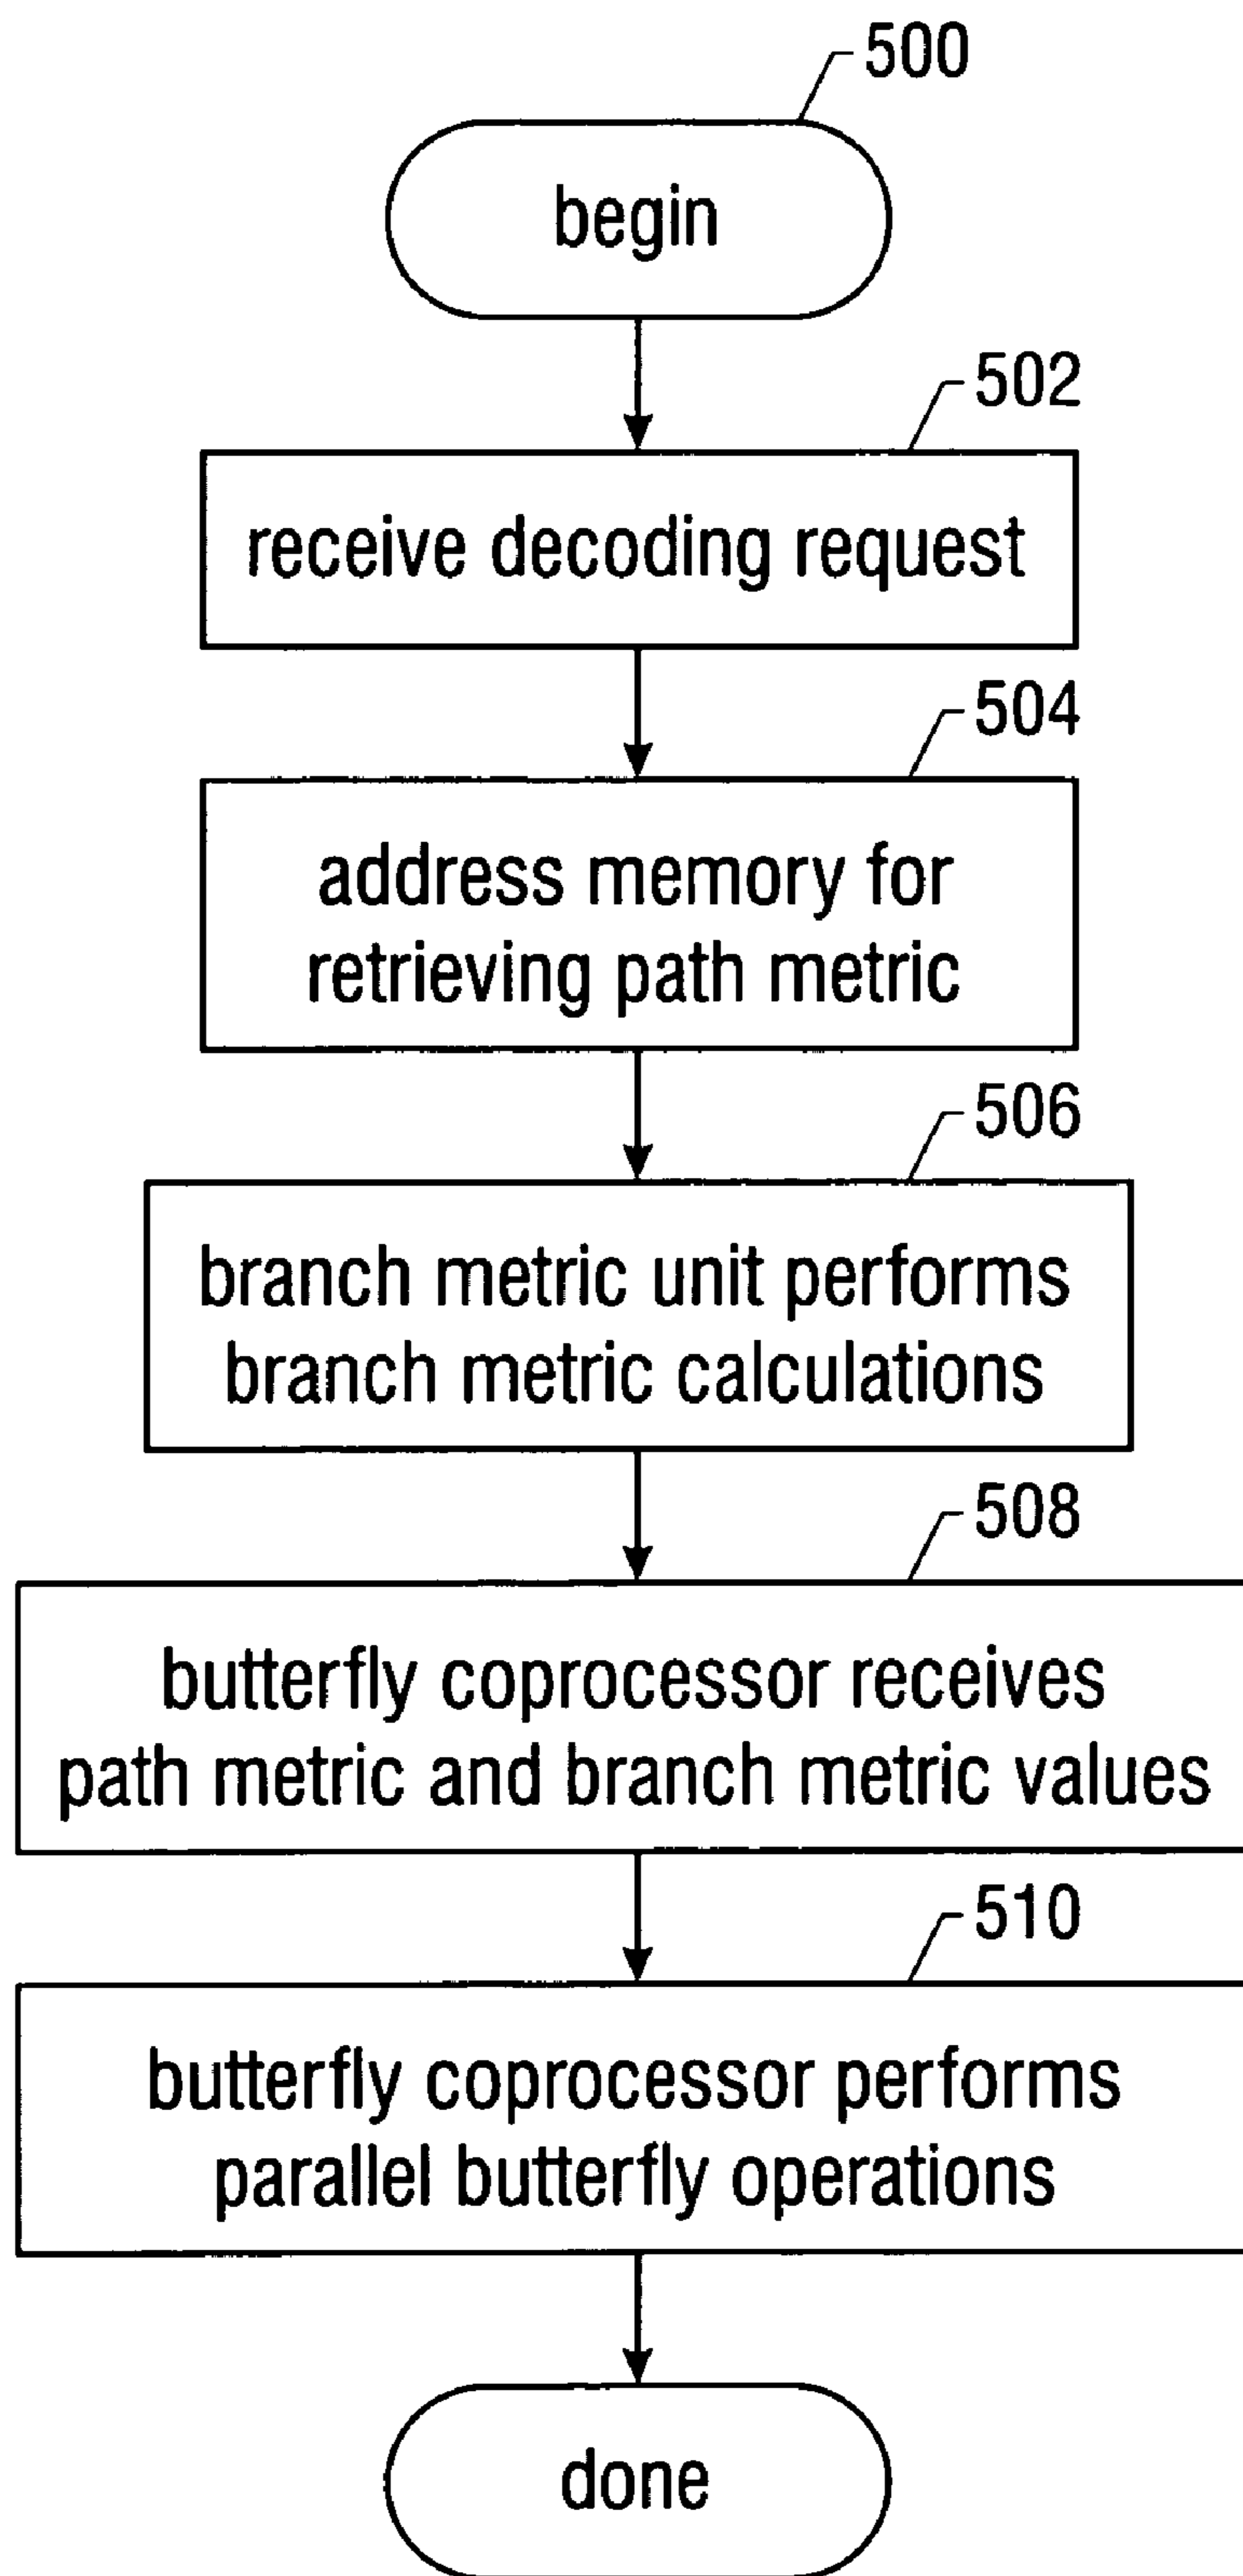 500
begin
502
receive decoding request
504
address memory for
retrieving path metric
506
branch metric unit performs
branch metric calculations
508
butterfly coprocessor receives
path metric and branch metric values
510
butterfly coprocessor performs
parallel butterfly operations
done